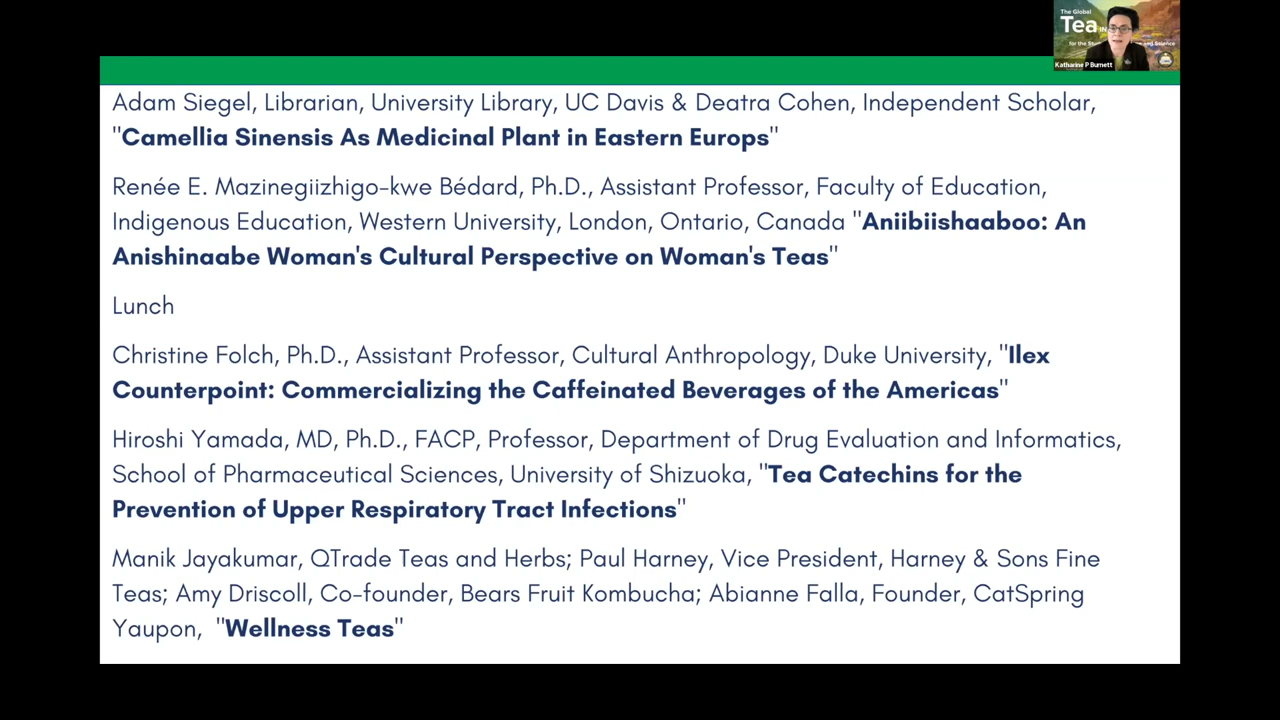 The Global
Tea IN
for the Stud
and Science
Katharine P Burnett
Adam Siegel, Librarian, University Library, UC Davis & Deatra Cohen, Independent Scholar,
"Camellia Sinensis As Medicinal Plant in Eastern Europs"
Renée E. Mazinegiizhigo-kwe Bédard, Ph.D., Assistant Professor, Faculty of Education,
Indigenous Education, Western University, London, Ontario, Canada "Aniibiishaaboo: An
Anishinaabe Woman's Cultural Perspective on Woman's Teas"
Lunch
Christine Folch, Ph.D., Assistant Professor, Cultural Anthropology, Duke University, "Ilex
Counterpoint: Commercializing the Caffeinated Beverages of the Americas"
Hiroshi Yamada, MD, Ph.D., FACP, Professor, Department of Drug Evaluation and Informatics,
School of Pharmaceutical Sciences, University of Shizuoka, "Tea Catechins for the
Prevention of Upper Respiratory Tract Infections"
Manik Jayakumar, QTrade Teas and Herbs; Paul Harney, Vice President, Harney & Sons Fine
Teas; Amy Driscoll, Co-founder, Bears Fruit Kombucha; Abianne Falla, Founder, CatSpring
Yaupon, "Wellness Teas"